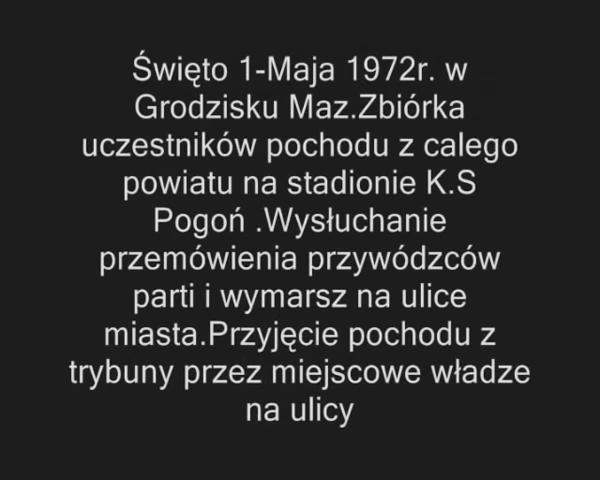 Święto 1-Maja 1972r. w
Grodzisku Maz.Zbiórka
uczestników pochodu z calego
powiatu na stadionie K.S
Pogoń .Wysłuchanie
przemówienia przywódzców
parti i wymarsz na ulice
miasta.Przyjęcie pochodu z
trybuny przez miejscowe władze
na ulicy